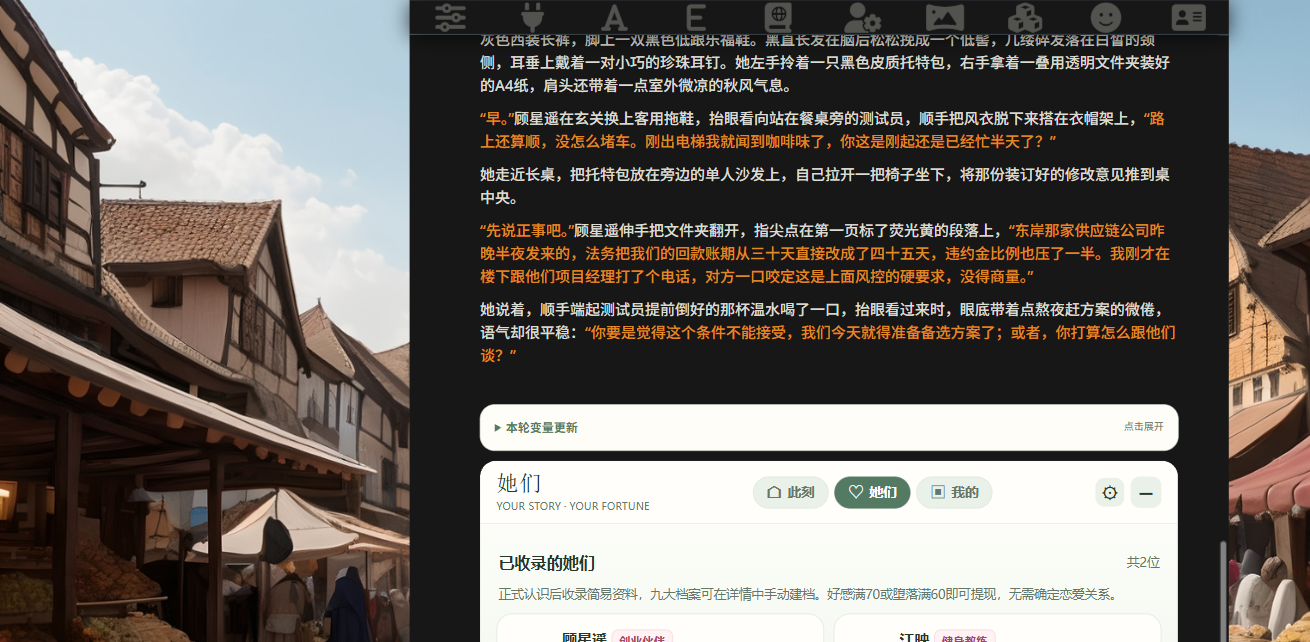 灰色西装长裤，脚上一双黑色低跟乐福鞋。黑直长发在脑后松松挽成一个低髻，几缕碎发落在白皙的颈
侧，耳垂上戴着一对小巧的珍珠耳钉。她左手拎着一只黑色皮质托特包，右手拿着一叠用透明文件夹装好
的A4纸，肩头还带着一点室外微凉的秋风气息。
“早。”顾星遥在玄关换上客用拖鞋，抬眼看向站在餐桌旁的测试员，顺手把风衣脱下来搭在衣帽架上，“路
上还算顺，没怎么堵车。刚出电梯我就闻到咖啡味了，你这是刚起还是已经忙半天了？”
她走近长桌，把托特包放在旁边的单人沙发上，自己拉开一把椅子坐下，将那份装订好的修改意见推到桌
中央。
“先说正事吧。”顾星遥伸手把文件夹翻开，指尖点在第一页标了荧光黄的段落上，“东岸那家供应链公司昨
晚半夜发来的，法务把我们的回款账期从三十天直接改成了四十五天，违约金比例也压了一半。我刚才在
楼下跟他们项目经理打了个电话，对方一口咬定这是上面风控的硬要求，没得商量。”
她说着，顺手端起测试员提前倒好的那杯温水喝了一口，抬眼看过来时，眼底带着点熬夜赶方案的微倦，
语气却很平稳：“你要是觉得这个条件不能接受，我们今天就得准备备选方案了；或者，你打算怎么跟他们
谈？”
▶ 本轮变量更新 点击展开
她们 此刻 她们 我的
YOUR STORY · YOUR FORTUNE
已收录的她们 共2位
正式认识后收录简易资料，九大档案可在详情中手动建档。好感满70或堕落满60即可提现，无需确定恋爱关系。
顾星遥 创业伙伴 江映 健身教练